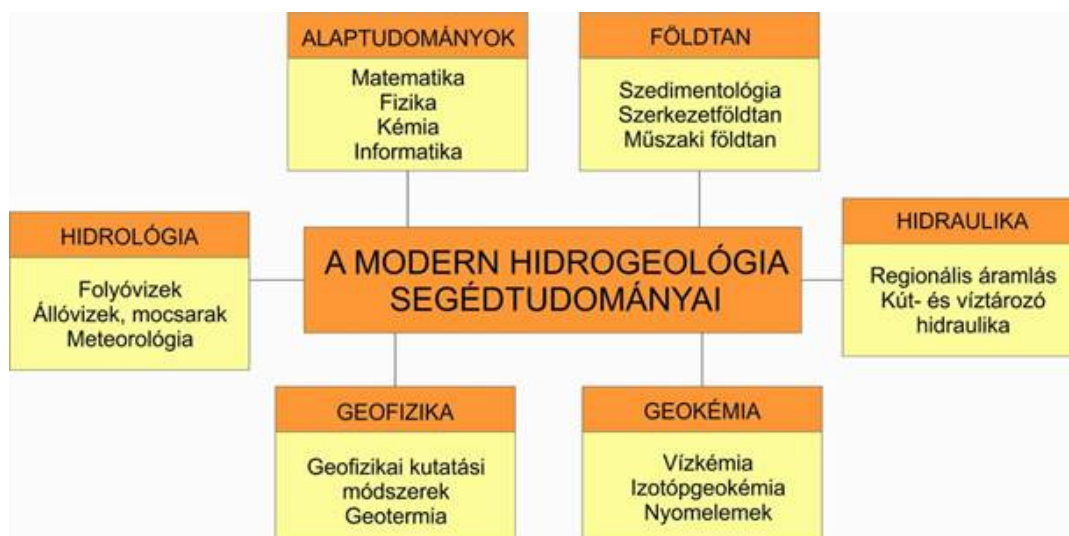 ALAPTUDOMÁNYOK
Matematika
Fizika
Kémia
Informatika
FÖLDTAN
Szedimentológia
Szerkezetföldtan
Műszaki földtan
HIDROLÓGIA
Folyóvizek
Állóvizek, mocsarak
Meteorológia
A MODERN HIDROGEOLÓGIA
SEGÉDTUDOMÁNYAI
HIDRAULIKA
Regionális áramlás
Kút- és víztározó
hidraulika
GEOFIZIKA
Geofizikai kutatási
módszerek
Geotermia
GEOKÉMIA
Vízkémia
Izotópgeokémia
Nyomelemek